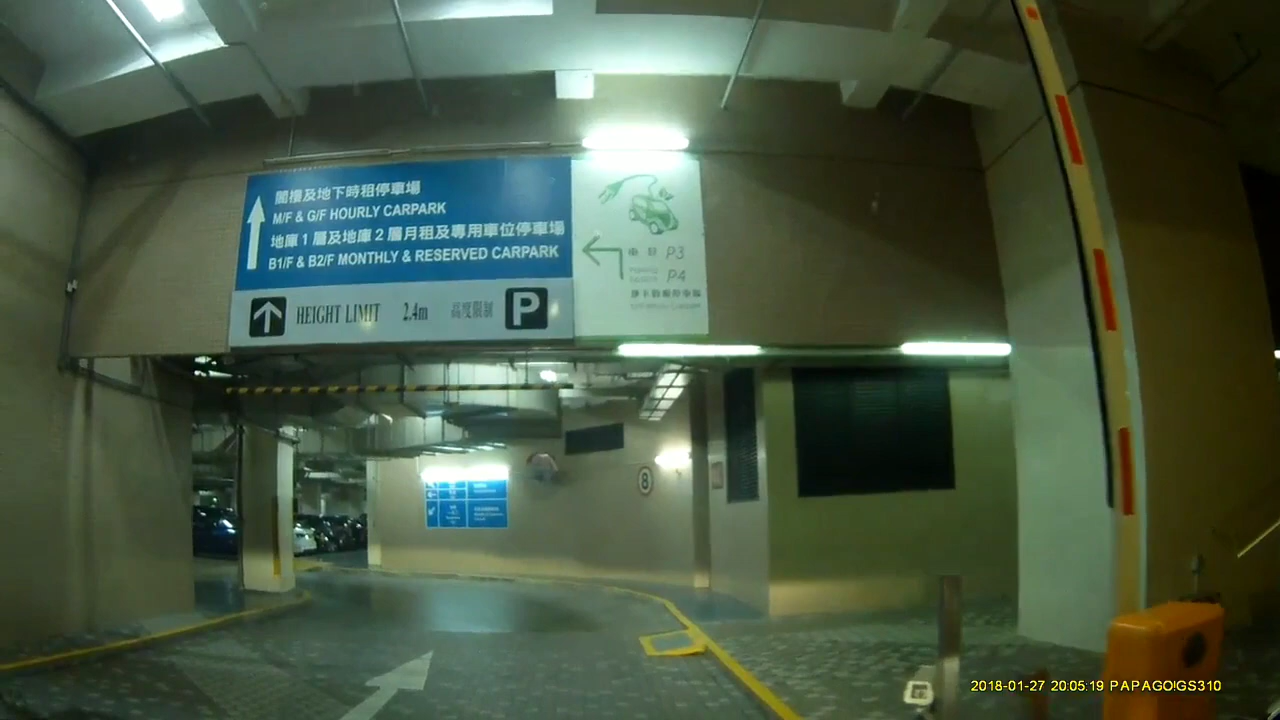 閣樓及地下時租停車場
M/F & G/F HOURLY CARPARK
地庫1層及地庫2層月租及專用車位停車場
B1/F & B2/F MONTHLY & RESERVED CARPARK
HEIGHT LIMIT 2.4m 高度限制 P
P3
P4
8
2018-01-27 20:05:19 PAPAGO!GS310